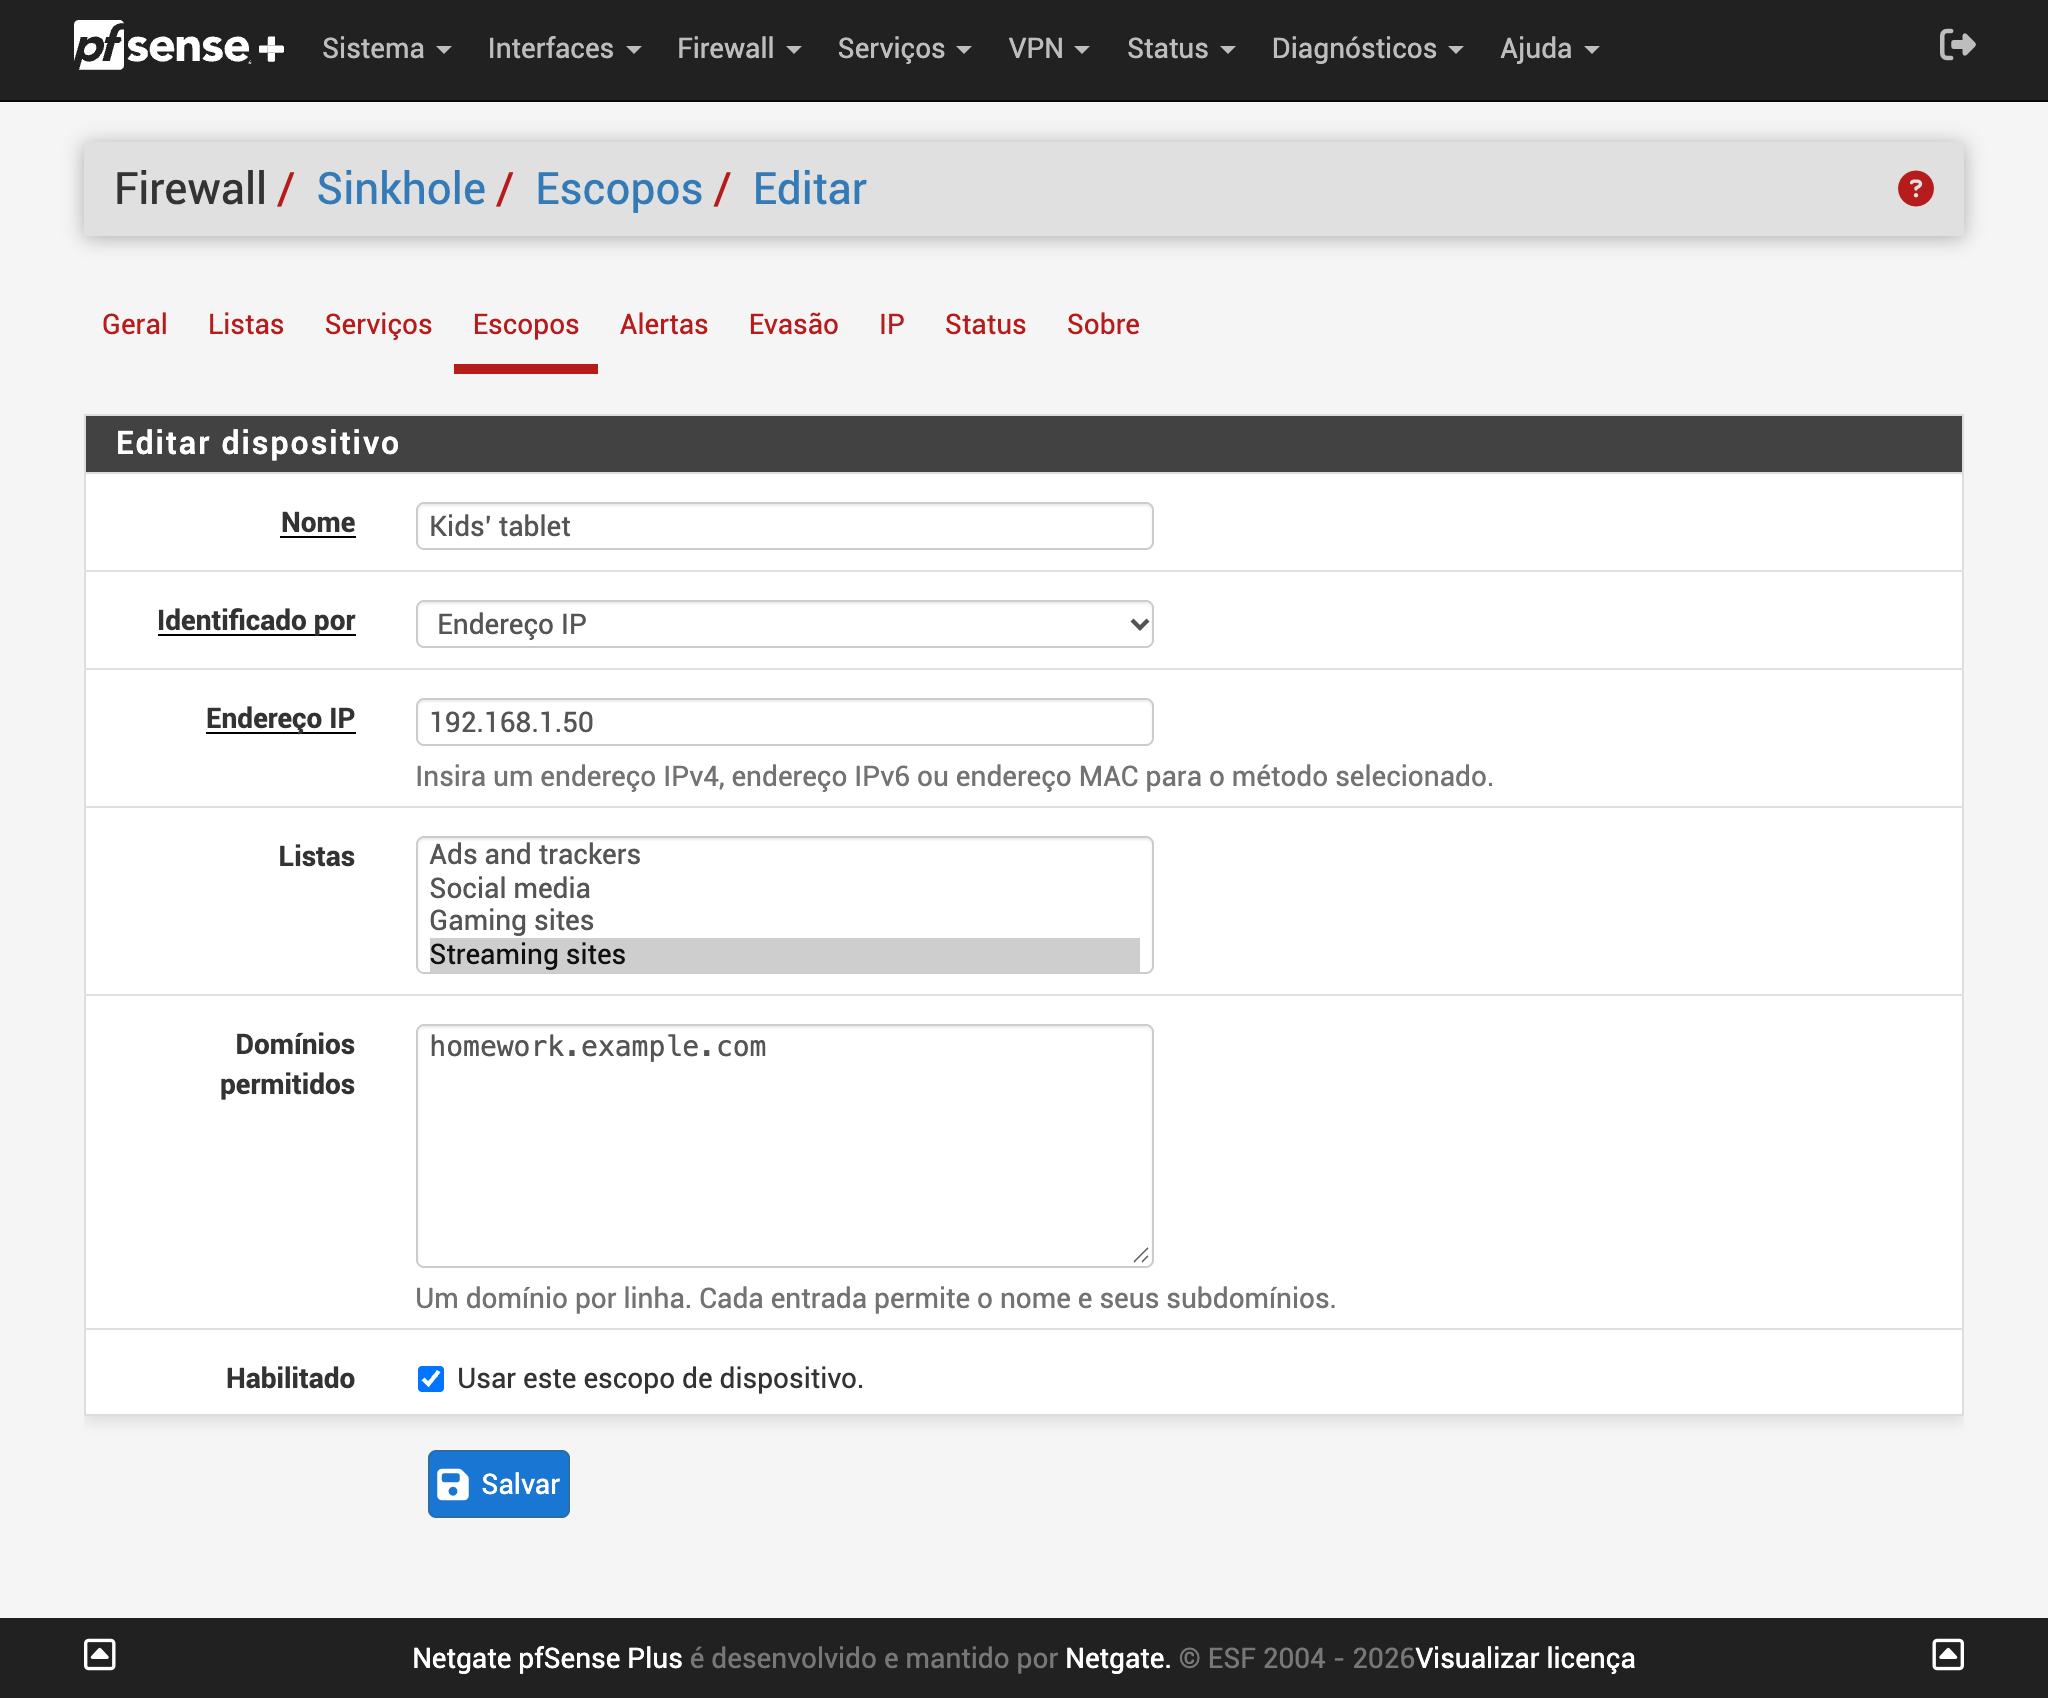 pfsense+ Sistema Interfaces Firewall Serviços VPN Status Diagnósticos Ajuda
Firewall / Sinkhole / Escopos / Editar
Geral Listas Serviços Escopos Alertas Evasão IP Status Sobre
Editar dispositivo
Nome Kids' tablet
Identificado por Endereço IP
Endereço IP 192.168.1.50
Insira um endereço IPv4, endereço IPv6 ou endereço MAC para o método selecionado.
Listas Ads and trackers
Social media
Gaming sites
Streaming sites
Domínios permitidos homework.example.com
Um domínio por linha. Cada entrada permite o nome e seus subdomínios.
Habilitado Usar este escopo de dispositivo.
Salvar
Netgate pfSense Plus é desenvolvido e mantido por Netgate. © ESF 2004 - 2026Visualizar licença